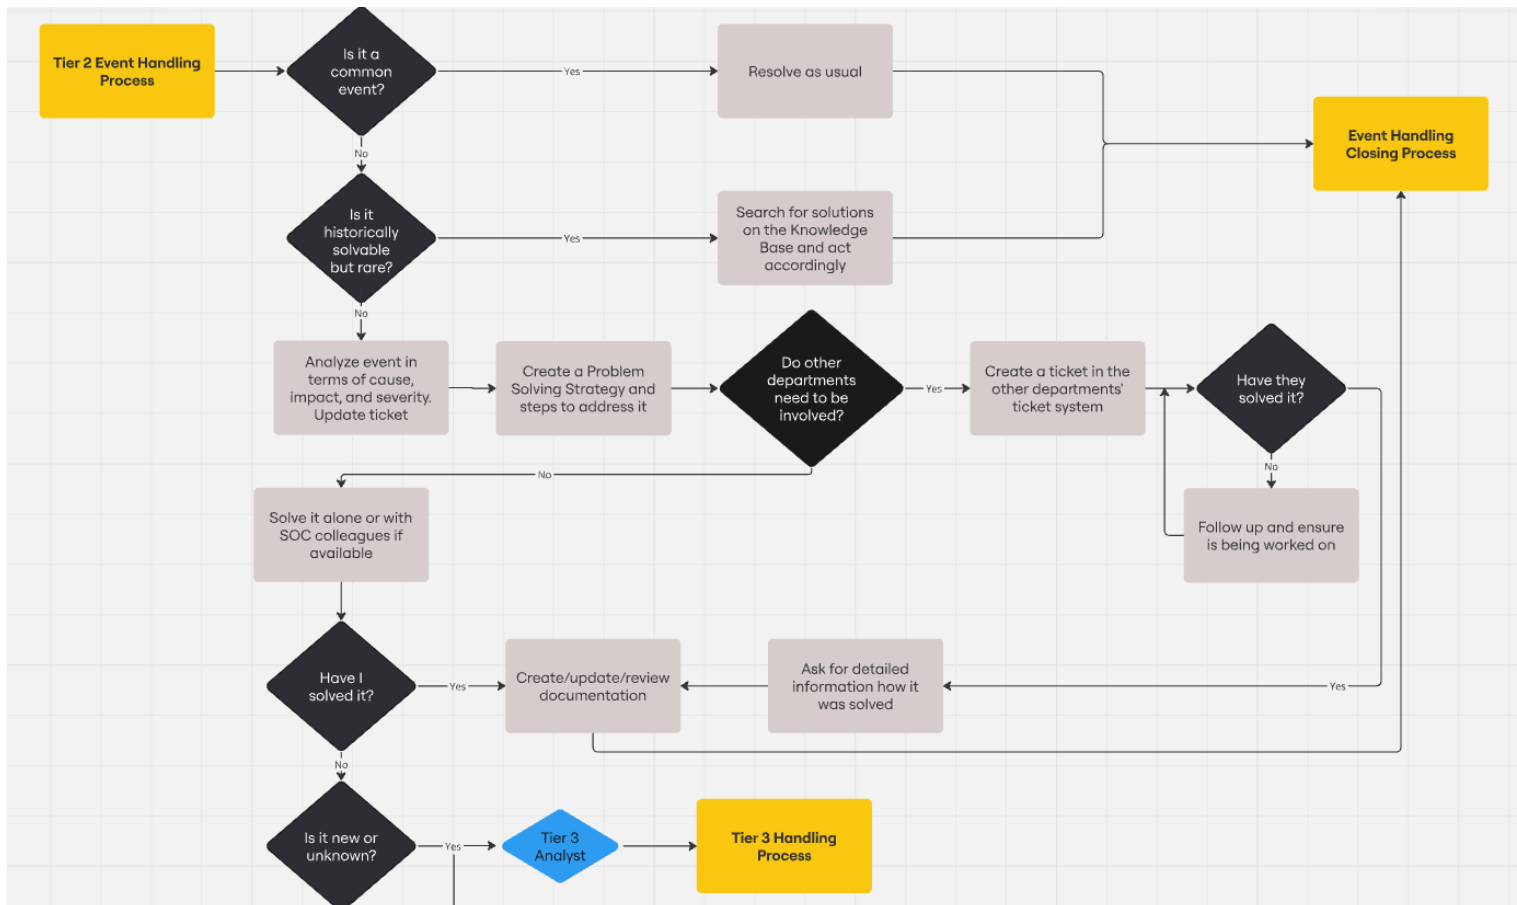 Tier 2 Event Handling
Process
Is it a
common
event?
Yes
Resolve as usual
Event Handling
Closing Process
No
Is it
historically
solvable
but rare?
Yes
Search for solutions
on the Knowledge
Base and act
accordingly
No
Analyze event in
terms of cause,
impact, and severity.
Update ticket
Create a Problem
Solving Strategy and
steps to address it
Do other
departments
need to be
involved?
Yes
Create a ticket in the
other departments'
ticket system
Have they
solved it?
No
Follow up and ensure
is being worked on
No
Solve it alone or with
SOC colleagues if
available
Have I
solved it?
Yes
Create/update/review
documentation
Ask for detailed
information how it
was solved
Yes
No
Is it new or
unknown?
Yes
Tier 3
Analyst
Tier 3 Handling
Process